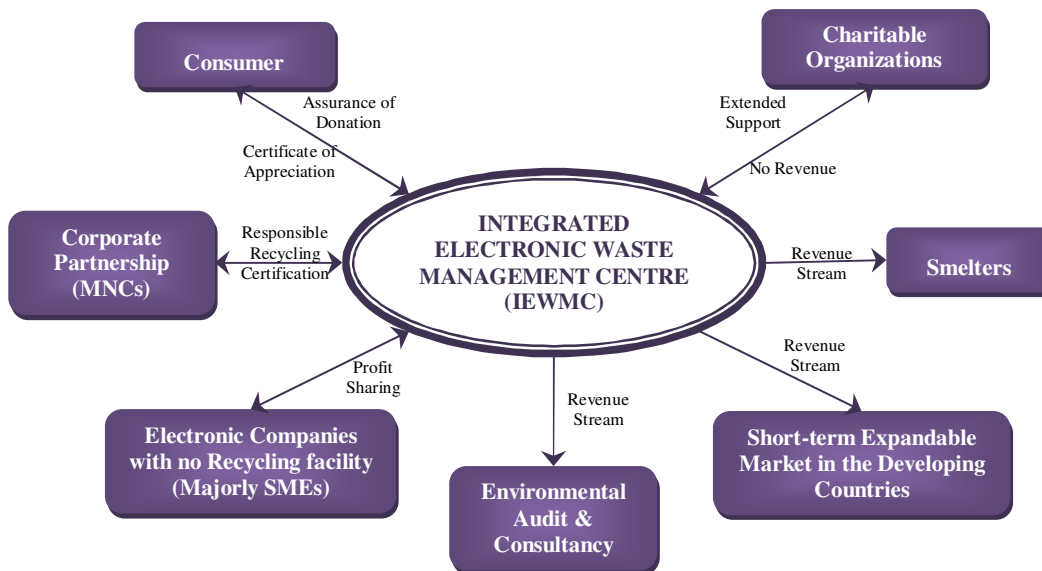 Consumer
Charitable
Organizations
Assurance of
Donation
Extended
Support
Certificate of
Appreciation
No Revenue
Corporate
Partnership
(MNCs)
Responsible
Recycling
Certification
INTEGRATED
ELECTRONIC WASTE
MANAGEMENT CENTRE
(IEWMC)
Revenue
Stream
Smelters
Profit
Sharing
Revenue
Stream
Revenue
Stream
Electronic Companies
with no Recycling facility
(Majorly SMEs)
Environmental
Audit &
Consultancy
Short-term Expandable
Market in the Developing
Countries